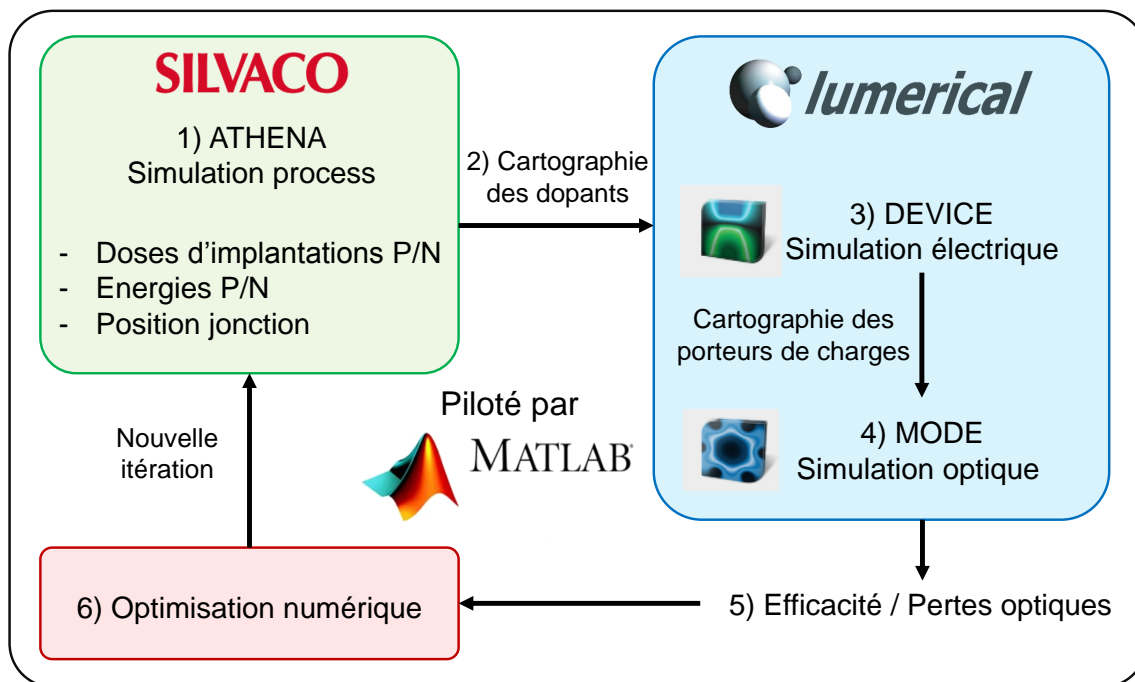 SILVACO
1) ATHENA
Simulation process
- Doses d'implantations P/N
- Energies P/N
- Position jonction
2) Cartographie
des dopants
lumerical
3) DEVICE
Simulation électrique
Cartographie des
porteurs de charges
4) MODE
Simulation optique
Piloté par
MATLAB®
Nouvelle
itération
5) Efficacité / Pertes optiques
6) Optimisation numérique